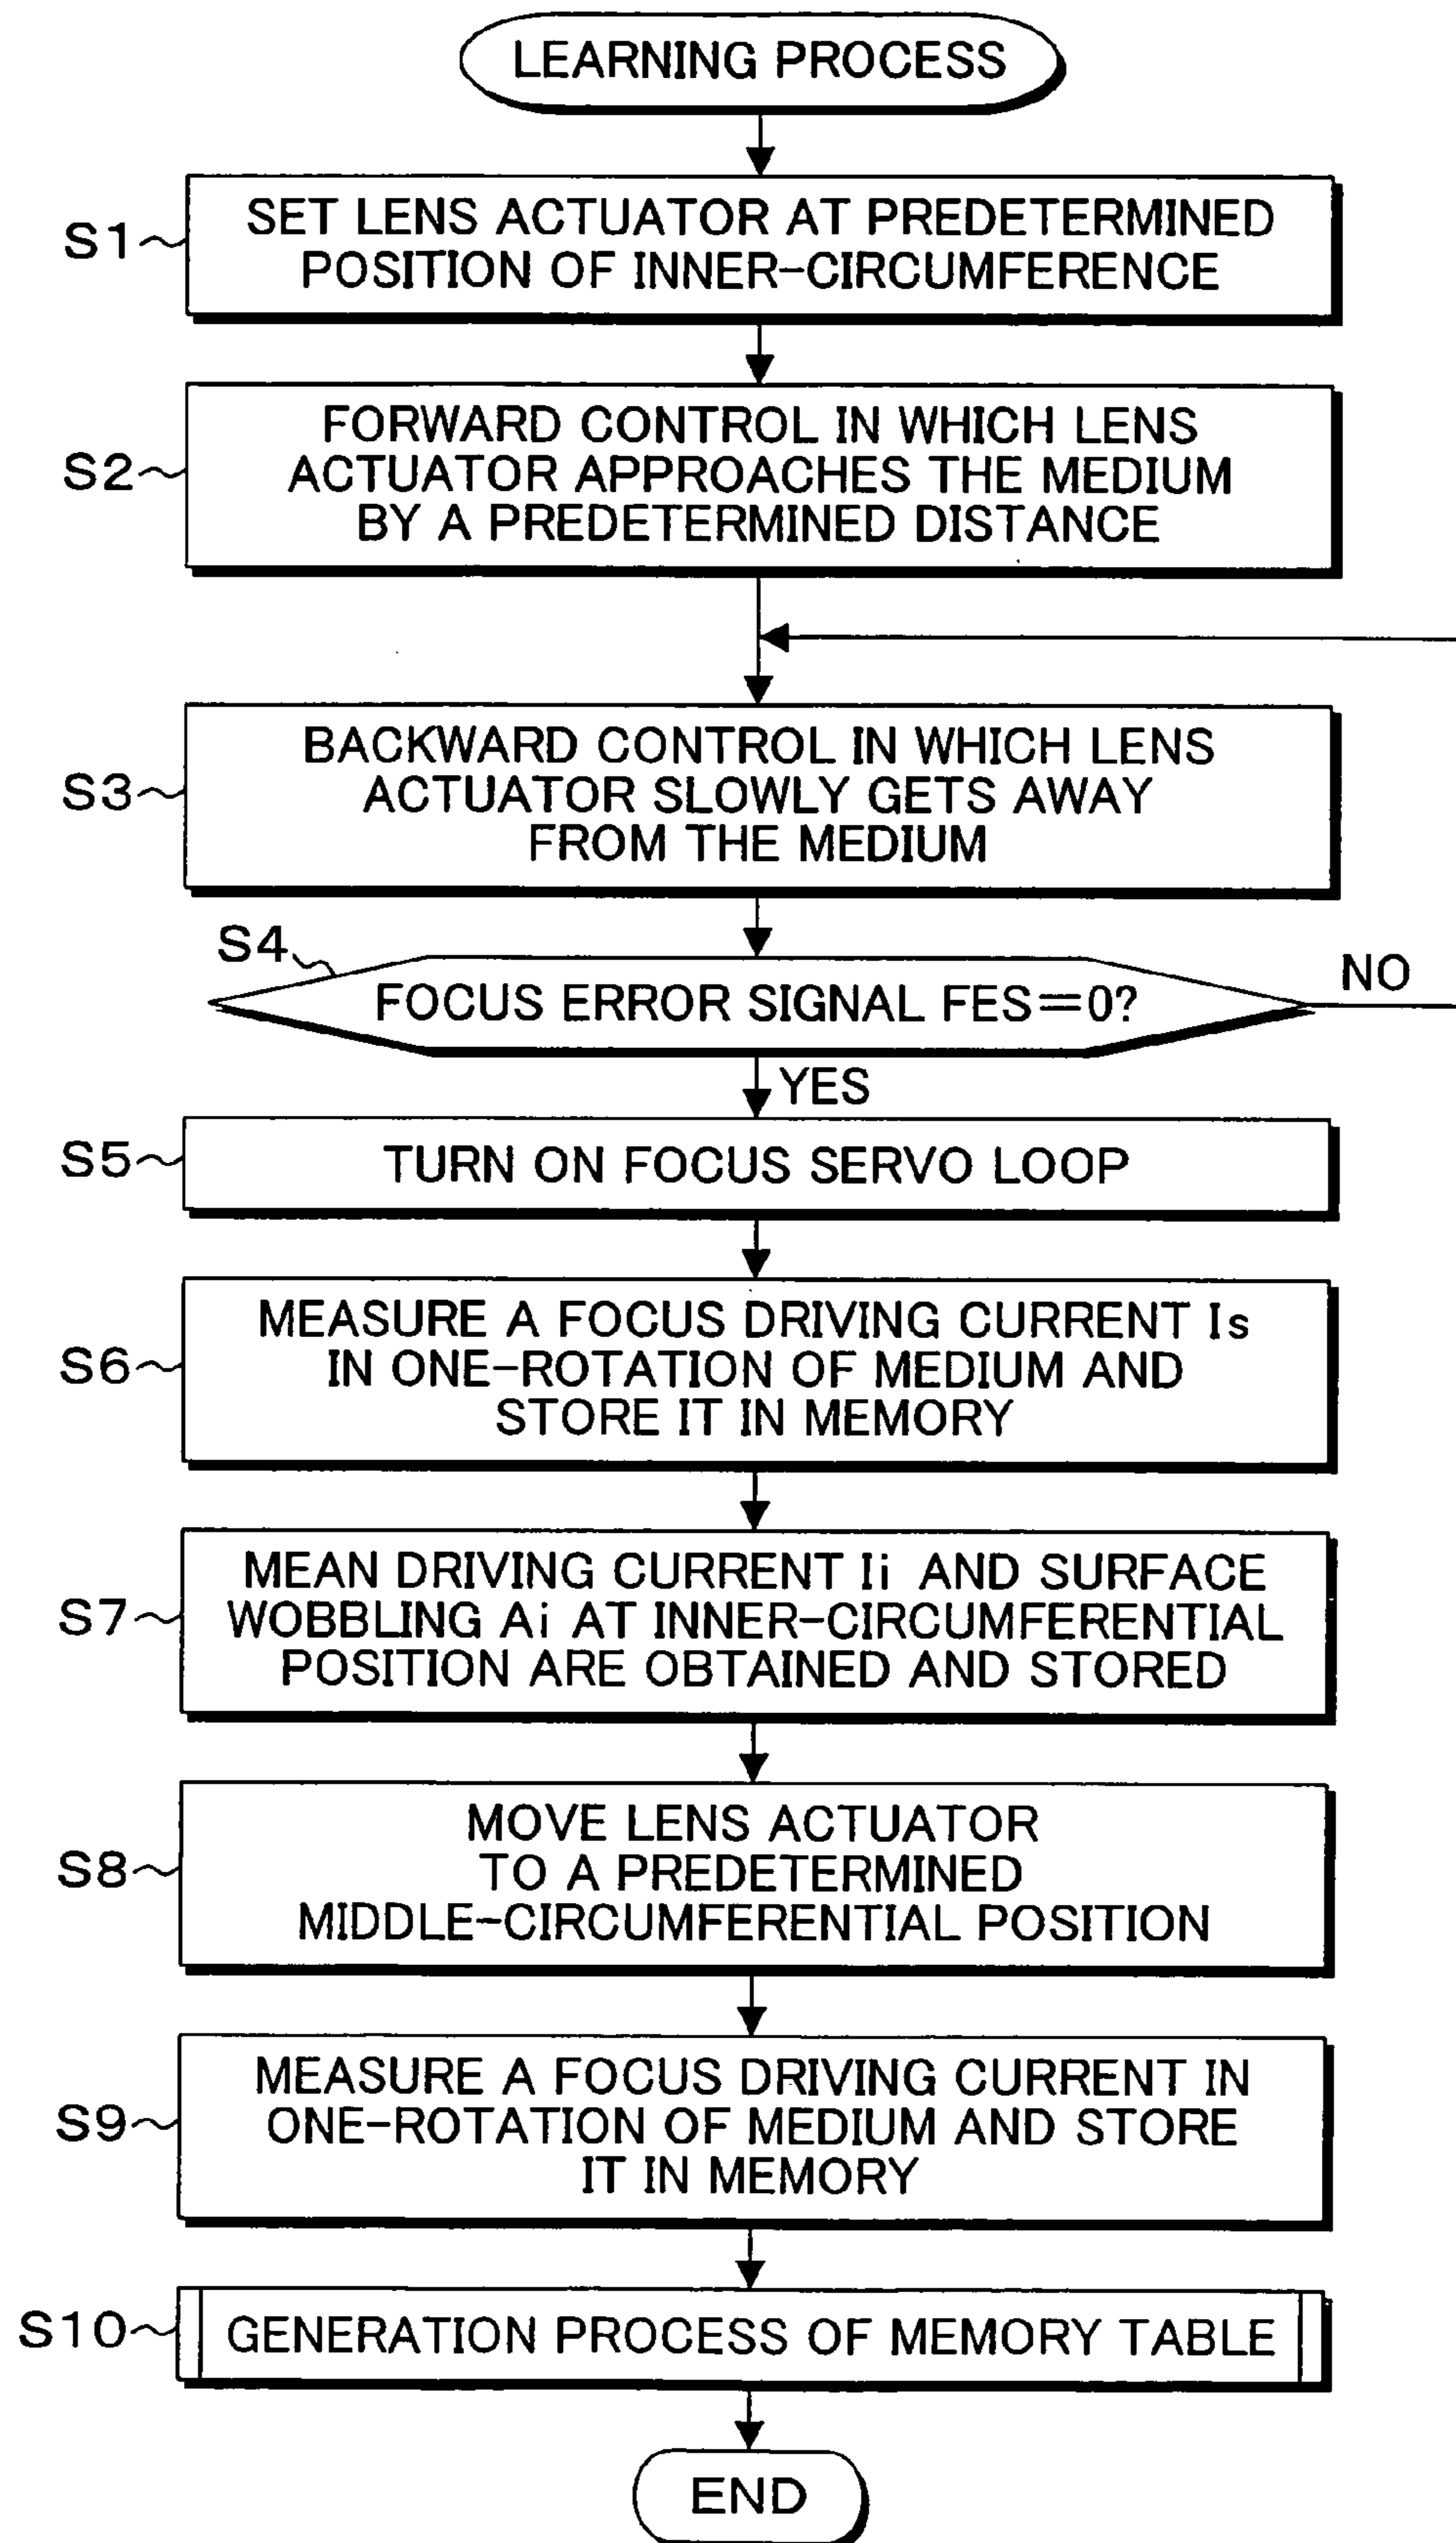 LEARNING PROCESS
S1
SET LENS ACTUATOR AT PREDETERMINED
POSITION OF INNER-CIRCUMFERENCE
S2
FORWARD CONTROL IN WHICH LENS
ACTUATOR APPROACHES THE MEDIUM
BY A PREDETERMINED DISTANCE
S3
BACKWARD CONTROL IN WHICH LENS
ACTUATOR SLOWLY GETS AWAY
FROM THE MEDIUM
S4
FOCUS ERROR SIGNAL FES=0?
NO
YES
S5
TURN ON FOCUS SERVO LOOP
S6
MEASURE A FOCUS DRIVING CURRENT Is
IN ONE-ROTATION OF MEDIUM AND
STORE IT IN MEMORY
S7
MEAN DRIVING CURRENT Ii AND SURFACE
WOBBLING Ai AT INNER-CIRCUMFERENTIAL
POSITION ARE OBTAINED AND STORED
S8
MOVE LENS ACTUATOR
TO A PREDETERMINED
MIDDLE-CIRCUMFERENTIAL POSITION
S9
MEASURE A FOCUS DRIVING CURRENT IN
ONE-ROTATION OF MEDIUM AND STORE
IT IN MEMORY
S10
GENERATION PROCESS OF MEMORY TABLE
END